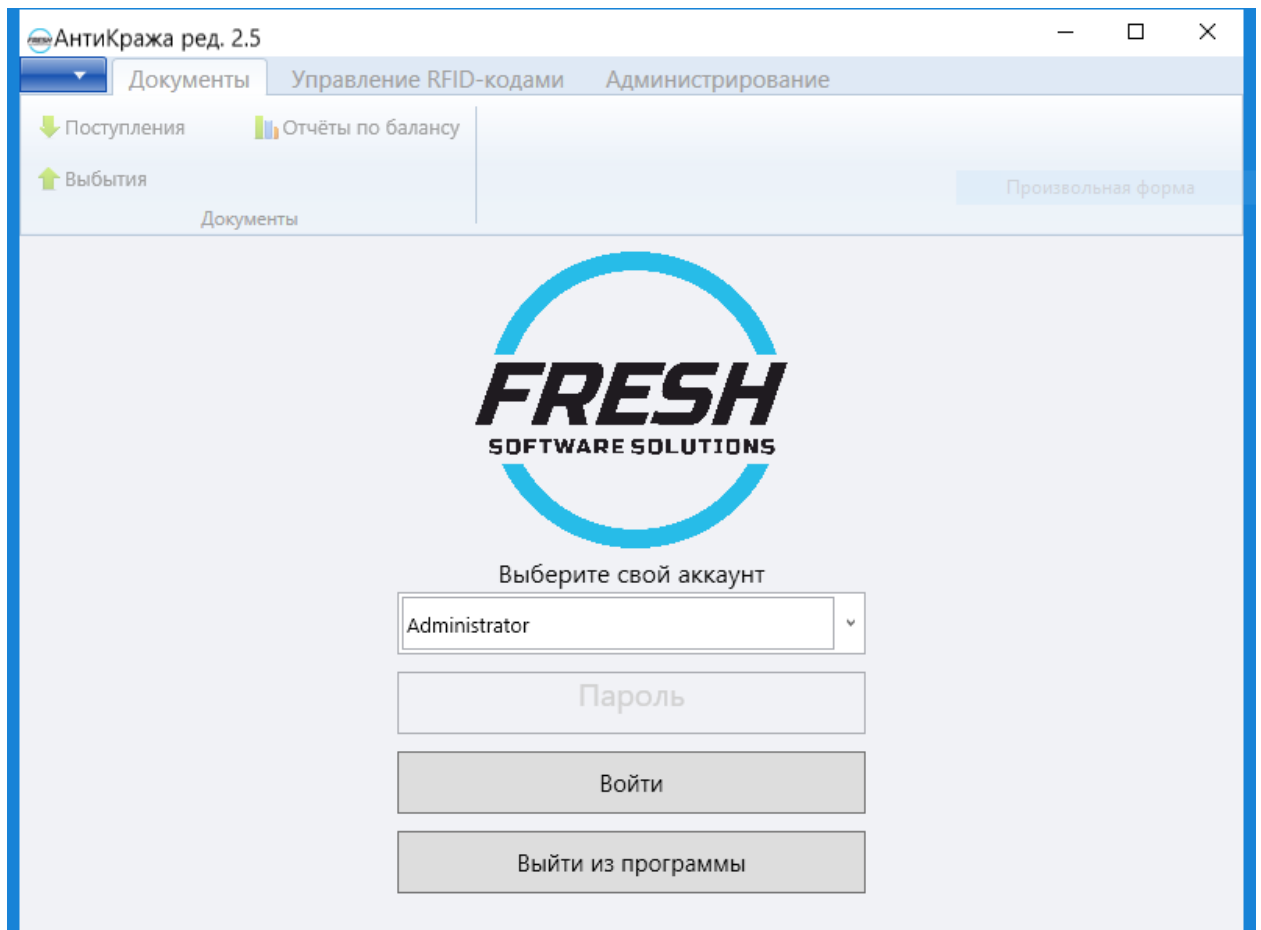 АнтиКража ред. 2.5
Документы Управление RFID-кодами Администрирование
Поступления Отчёты по балансу
Выбытия
Произвольная форма
Документы
FRESH
SOFTWARE SOLUTIONS
Выберите свой аккаунт
Administrator
Пароль
Войти
Выйти из программы